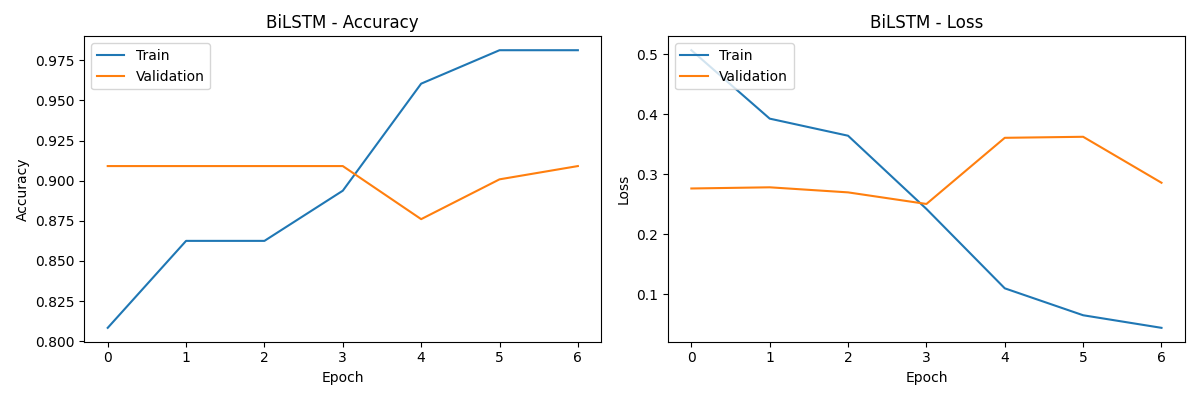 BiLSTM - Accuracy
Train
Validation
0.975
0.950
0.925
0.900
0.875
0.850
0.825
0.800
Accuracy
0 1 2 3 4 5 6
Epoch
BiLSTM - Loss
Train
Validation
0.5
0.4
0.3
0.2
0.1
Loss
0 1 2 3 4 5 6
Epoch